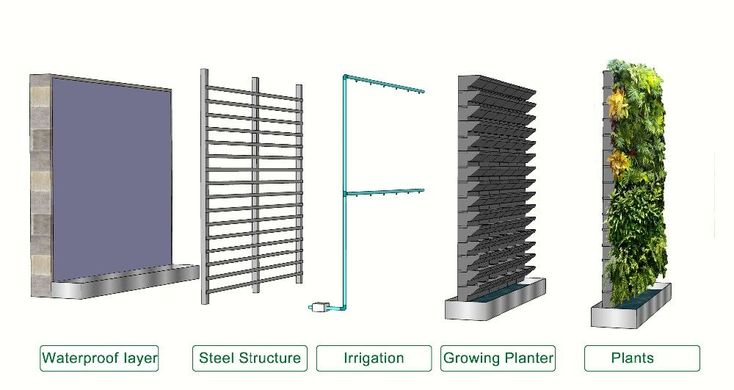 Waterproof layer
Steel Structure
Irrigation
Growing Planter
Plants